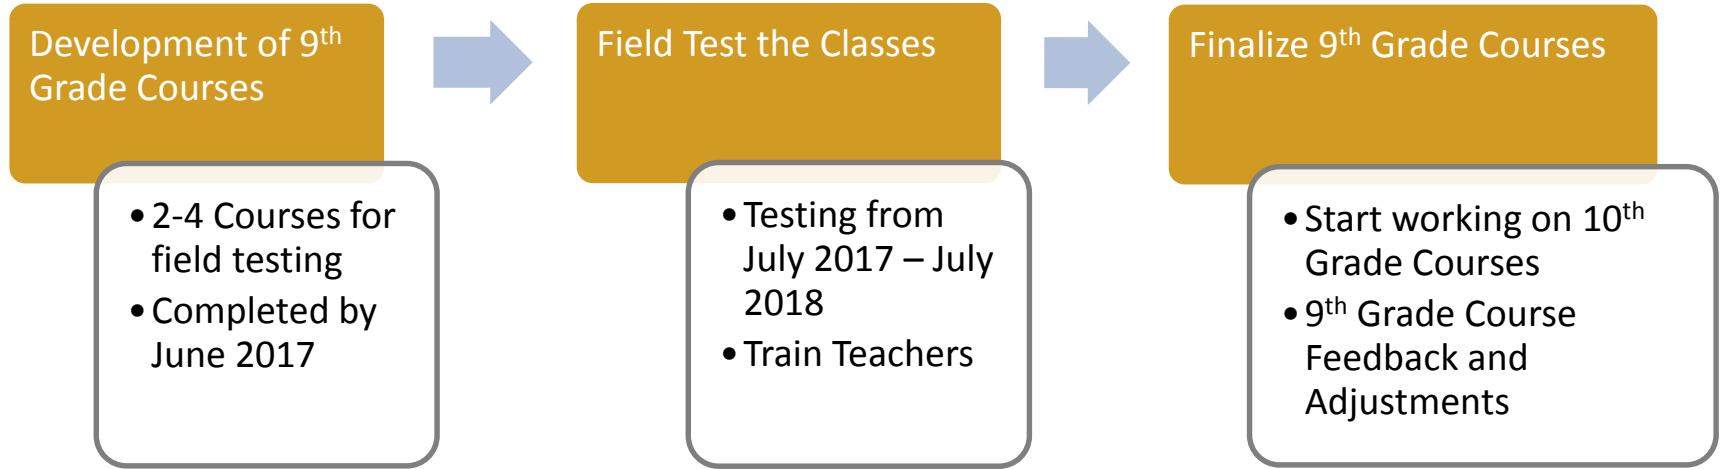 Development of 9th
Grade Courses
• 2-4 Courses for
field testing
• Completed by
June 2017
Field Test the Classes
• Testing from
July 2017 – July
2018
• Train Teachers
Finalize 9th Grade Courses
• Start working on 10th
Grade Courses
• 9th Grade Course
Feedback and
Adjustments